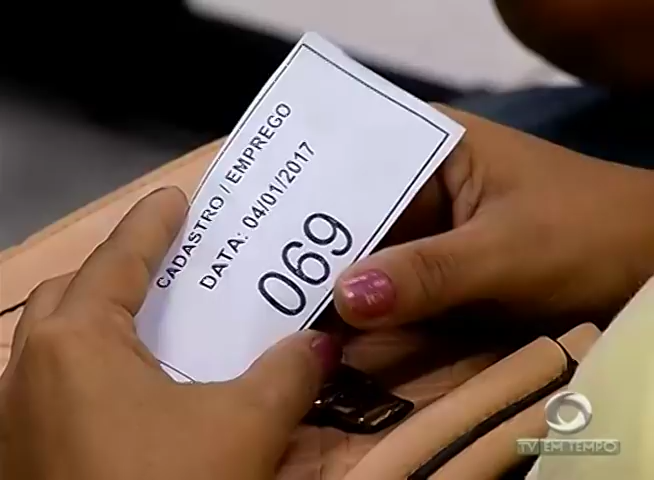 CADASTRO / EMPREGO
DATA: 04/01/2017
069
TV EM TEMPO